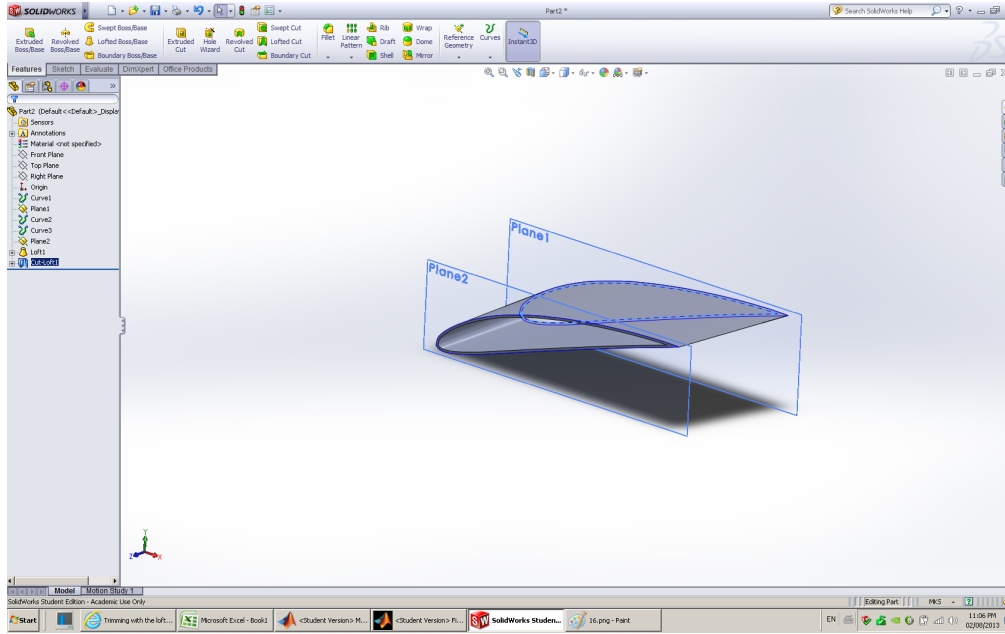 SOLIDWORKS
Part2 *
Search SolidWorks Help
Extruded Boss/Base
Revolved Boss/Base
Swept Boss/Base
Lofted Boss/Base
Boundary Boss/Base
Extruded Cut
Hole Wizard
Revolved Cut
Swept Cut
Lofted Cut
Boundary Cut
Fillet
Linear Pattern
Rib
Draft
Shell
Wrap
Dome
Mirror
Reference Geometry
Curves
Instant3D
Features
Sketch
Evaluate
DimXpert
Office Products
Part2 (Default<<Default>_Display
Sensors
Annotations
Material <not specified>
Front Plane
Top Plane
Right Plane
Origin
Curve1
Plane1
Curve2
Curve3
Plane2
Loft1
Cut-Loft1
Plane1
Plane2
Y
Z
X
Model
Motion Study 1
SolidWorks Student Edition - Academic Use Only
Editing Part
MKS
Start
Trimming with the loft...
Microsoft Excel - Book1
<Student Version> M...
<Student Version> Fi...
SolidWorks Studen...
16.png - Paint
EN
11:06 PM
02/08/2013